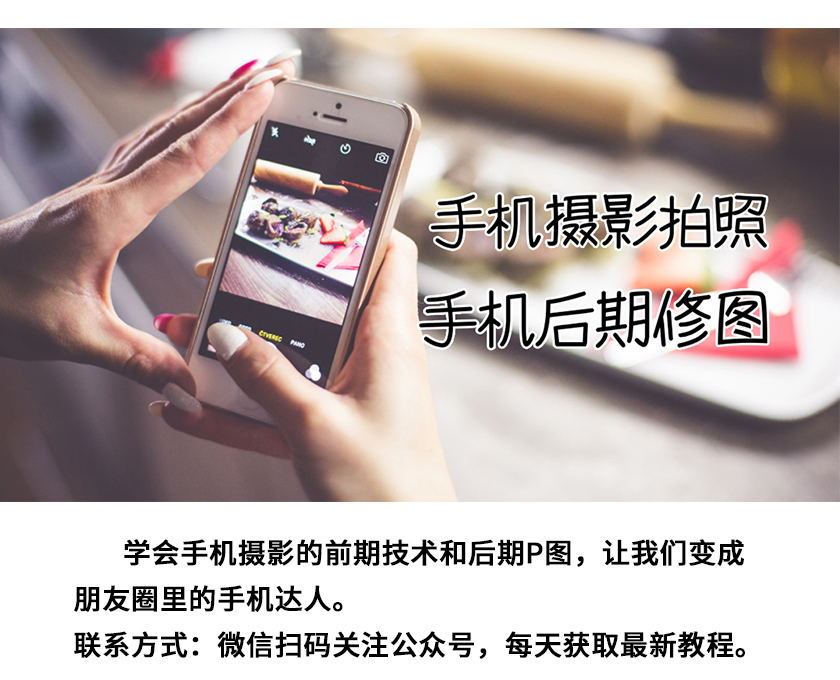 手机摄影拍照
手机后期修图
ČTVEREC PANO
学会手机摄影的前期技术和后期P图，让我们变成
朋友圈里的手机达人。
联系方式：微信扫码关注公众号，每天获取最新教程。